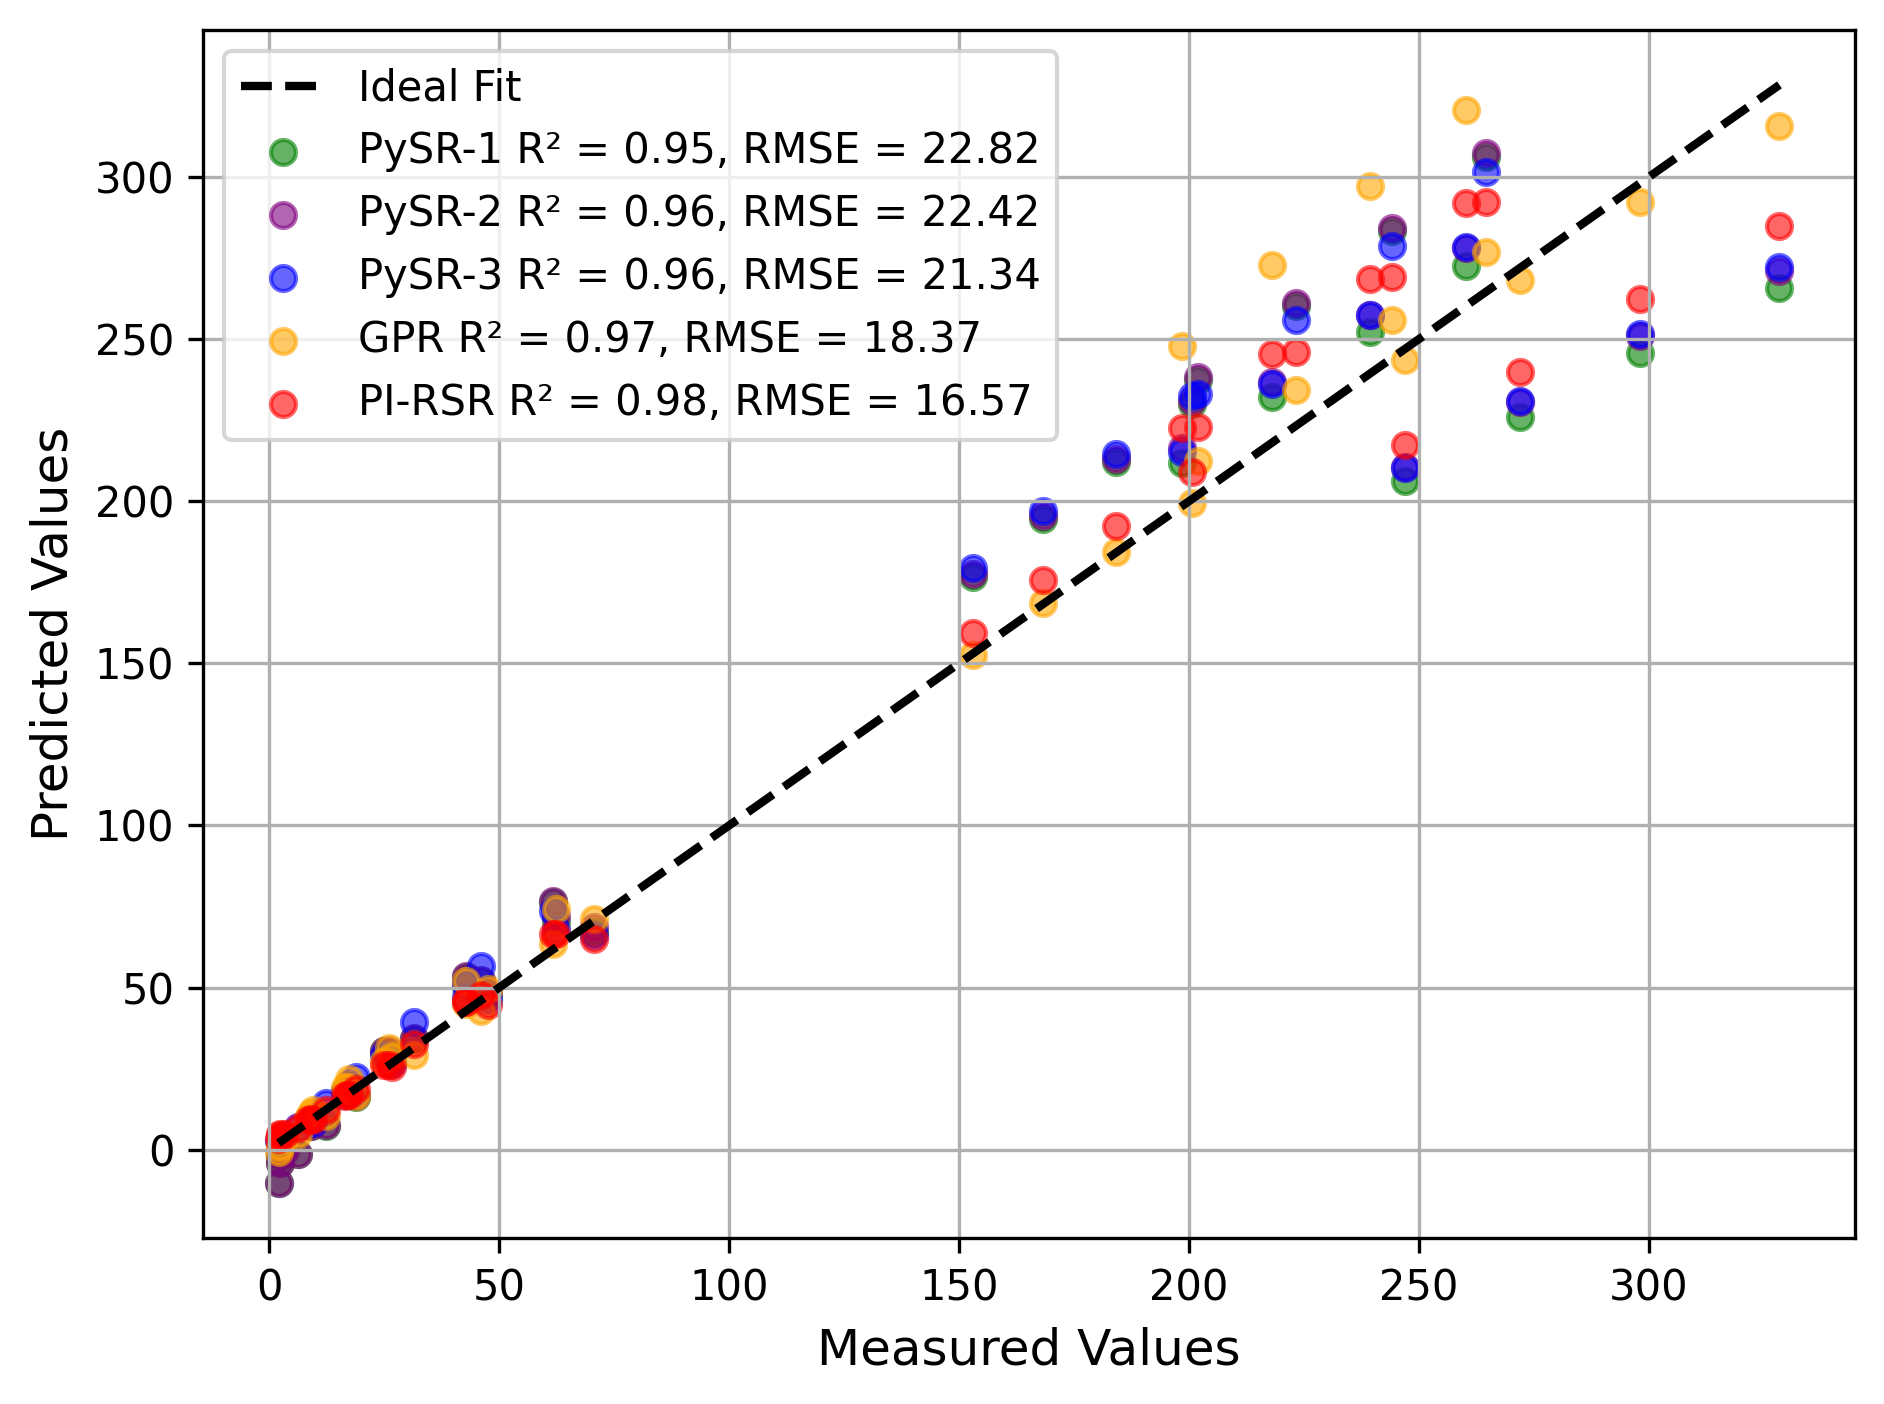 Ideal Fit
PySR-1 R² = 0.95, RMSE = 22.82
PySR-2 R² = 0.96, RMSE = 22.42
PySR-3 R² = 0.96, RMSE = 21.34
GPR R² = 0.97, RMSE = 18.37
PI-RSR R² = 0.98, RMSE = 16.57
Predicted Values
300
250
200
150
100
50
0
0 50 100 150 200 250 300
Measured Values